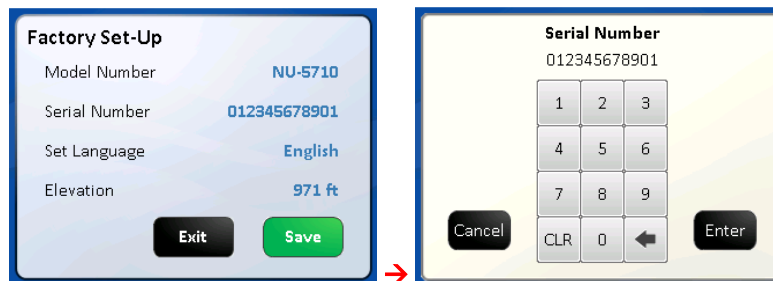 Factory Set-Up
Model Number NU-5710
Serial Number 012345678901
Set Language English
Elevation 971 ft
Exit Save
Serial Number
012345678901
1 2 3
4 5 6
7 8 9
CLR 0
Cancel
Enter